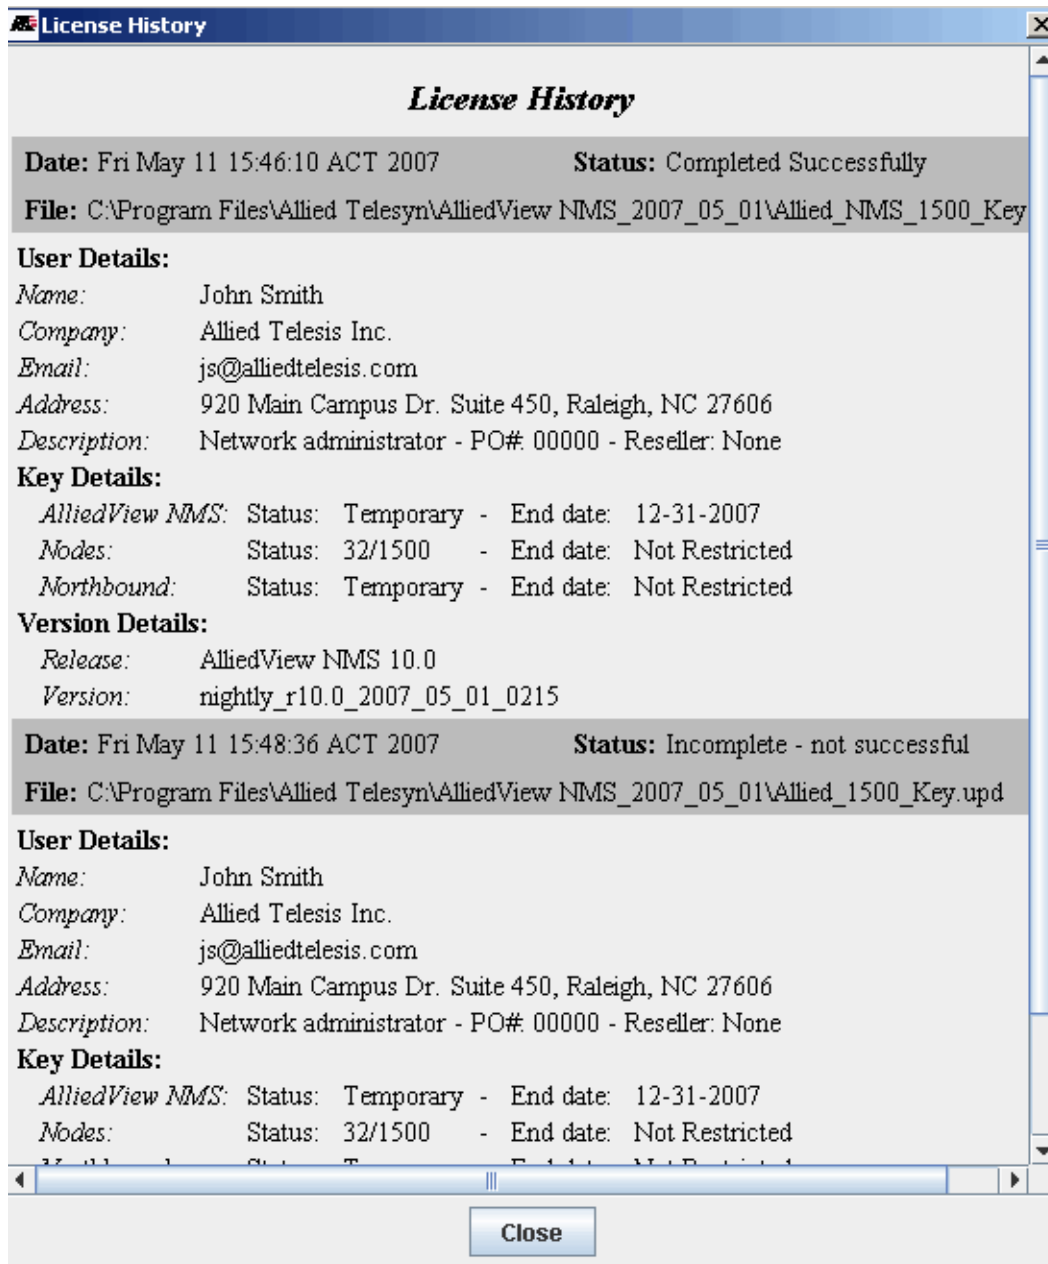 License History
License History
Date: Fri May 11 15:46:10 ACT 2007 Status: Completed Successfully
File: C:\Program Files\Allied Telesyn\AlliedView NMS_2007_05_01\Allied_NMS_1500_Key
User Details:
Name: John Smith
Company: Allied Telesis Inc.
Email: js@alliedtelesis.com
Address: 920 Main Campus Dr. Suite 450, Raleigh, NC 27606
Description: Network administrator - PO#: 00000 - Reseller: None
Key Details:
AlliedView NMS: Status: Temporary - End date: 12-31-2007
Nodes: Status: 32/1500 - End date: Not Restricted
Northbound: Status: Temporary - End date: Not Restricted
Version Details:
Release: AlliedView NMS 10.0
Version: nightly_r10.0_2007_05_01_0215
Date: Fri May 11 15:48:36 ACT 2007 Status: Incomplete - not successful
File: C:\Program Files\Allied Telesyn\AlliedView NMS_2007_05_01\Allied_1500_Key.upd
User Details:
Name: John Smith
Company: Allied Telesis Inc.
Email: js@alliedtelesis.com
Address: 920 Main Campus Dr. Suite 450, Raleigh, NC 27606
Description: Network administrator - PO#: 00000 - Reseller: None
Key Details:
AlliedView NMS: Status: Temporary - End date: 12-31-2007
Nodes: Status: 32/1500 - End date: Not Restricted
Close